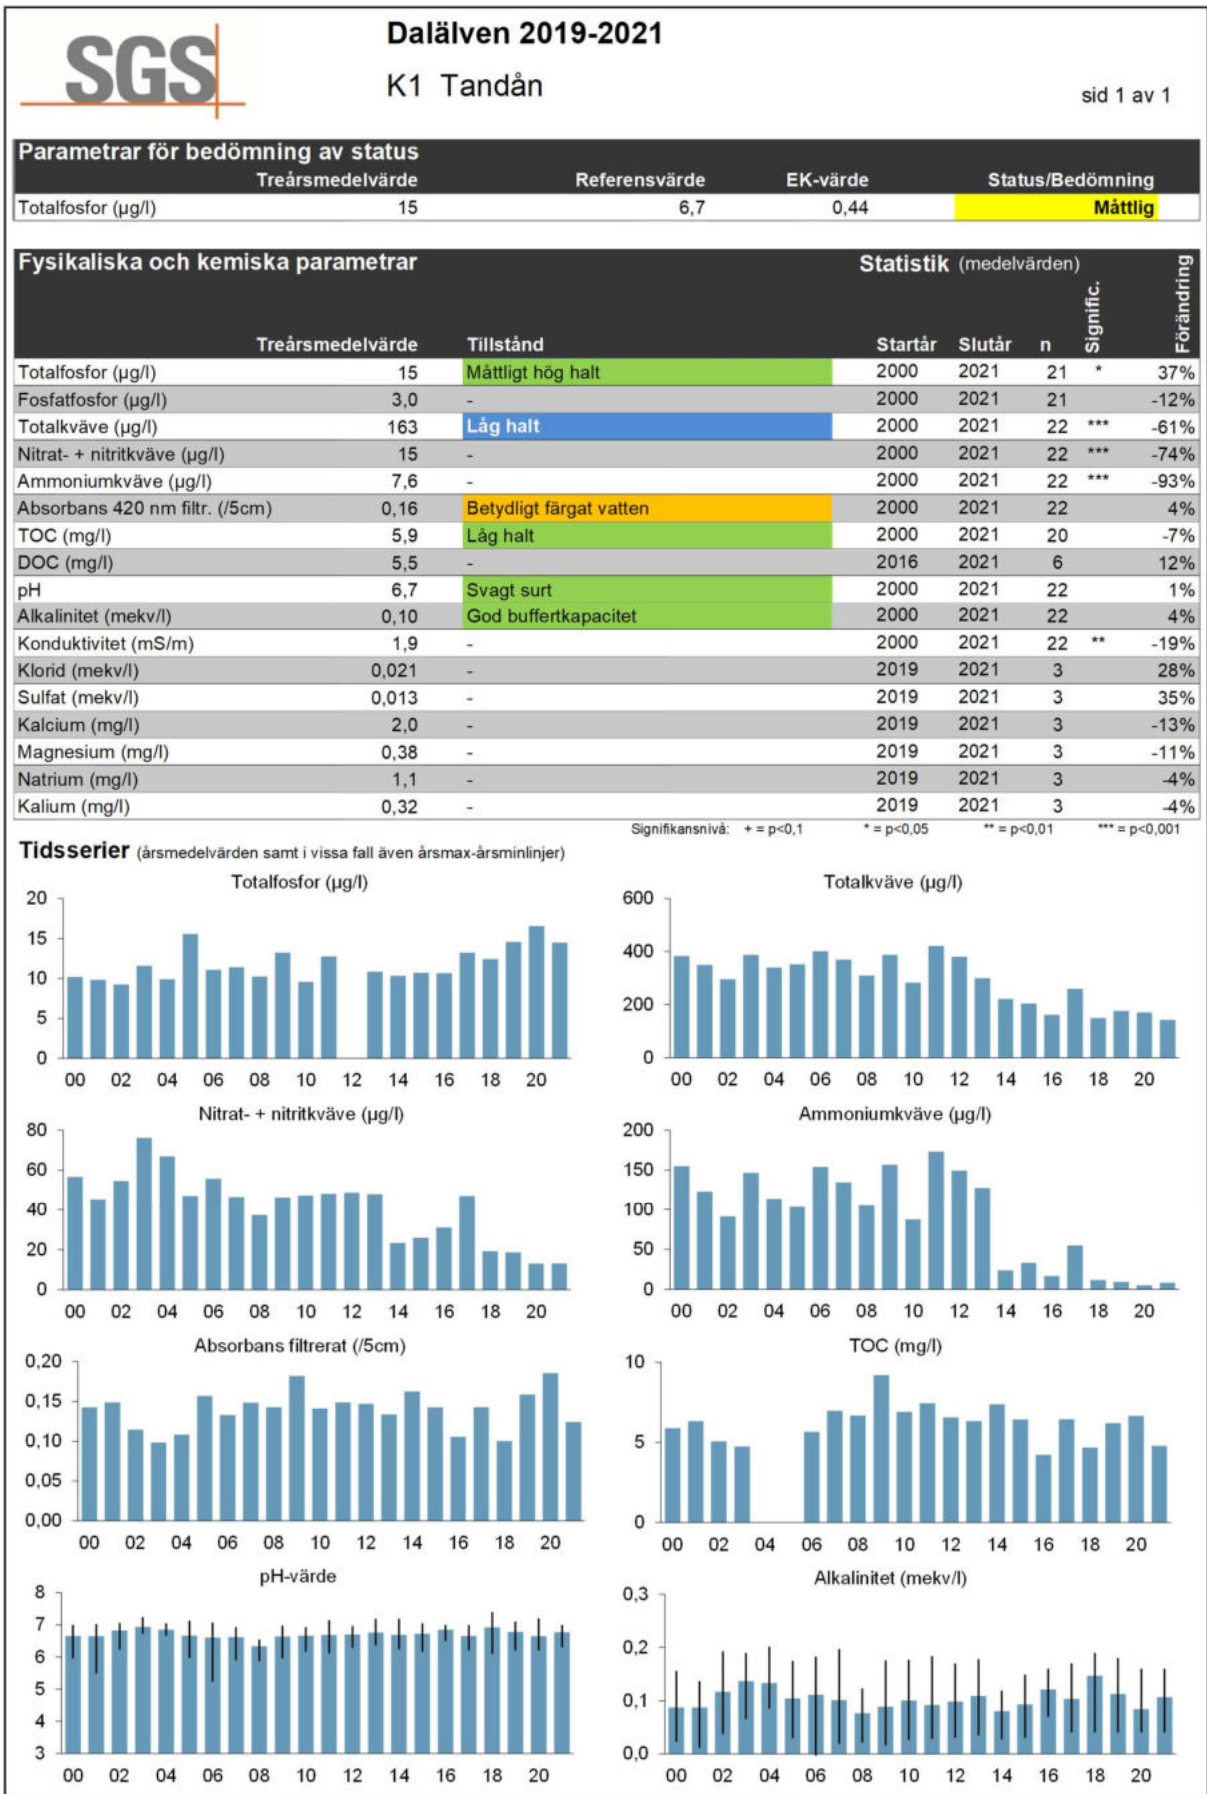 SGS
Dalälven 2019-2021
K1 Tandån
sid 1 av 1
Parametrar för bedömning av status
Treårsmedelvärde Referensvärde EK-värde Status/Bedömning
Totalfosfor (µg/l) 15 6,7 0,44 Måttlig
Fysikaliska och kemiska parametrar Statistik (medelvärden)
Treårsmedelvärde Tillstånd Startår Slutår n Signific. Förändring
Totalfosfor (µg/l) 15 Måttligt hög halt 2000 2021 21 * 37%
Fosfatfosfor (µg/l) 3,0 - 2000 2021 21 -12%
Totalkväve (µg/l) 163 Låg halt 2000 2021 22 *** -61%
Nitrat- + nitritkväve (µg/l) 15 - 2000 2021 22 *** -74%
Ammoniumkväve (µg/l) 7,6 - 2000 2021 22 *** -93%
Absorbans 420 nm filtr. (/5cm) 0,16 Betydligt färgat vatten 2000 2021 22 4%
TOC (mg/l) 5,9 Låg halt 2000 2021 20 -7%
DOC (mg/l) 5,5 - 2016 2021 6 12%
pH 6,7 Svagt surt 2000 2021 22 1%
Alkalinitet (mekv/l) 0,10 God buffertkapacitet 2000 2021 22 4%
Konduktivitet (mS/m) 1,9 - 2000 2021 22 ** -19%
Klorid (mekv/l) 0,021 - 2019 2021 3 28%
Sulfat (mekv/l) 0,013 - 2019 2021 3 35%
Kalcium (mg/l) 2,0 - 2019 2021 3 -13%
Magnesium (mg/l) 0,38 - 2019 2021 3 -11%
Natrium (mg/l) 1,1 - 2019 2021 3 -4%
Kalium (mg/l) 0,32 - 2019 2021 3 -4%
Signifikansnivå: + = p<0,1 * = p<0,05 ** = p<0,01 *** = p<0,001
Tidsserier (årsmedelvärden samt i vissa fall även årsmax-årsminlinjer)
Totalfosfor (µg/l)
20
15
10
5
0
00 02 04 06 08 10 12 14 16 18 20
Totalkväve (µg/l)
600
400
200
0
00 02 04 06 08 10 12 14 16 18 20
Nitrat- + nitritkväve (µg/l)
80
60
40
20
0
00 02 04 06 08 10 12 14 16 18 20
Ammoniumkväve (µg/l)
200
150
100
50
0
00 02 04 06 08 10 12 14 16 18 20
Absorbans filtrerat (/5cm)
0,20
0,15
0,10
0,05
0,00
00 02 04 06 08 10 12 14 16 18 20
TOC (mg/l)
10
5
0
00 02 04 06 08 10 12 14 16 18 20
pH-värde
8
7
6
5
4
3
00 02 04 06 08 10 12 14 16 18 20
Alkalinitet (mekv/l)
0,3
0,2
0,1
0,0
00 02 04 06 08 10 12 14 16 18 20